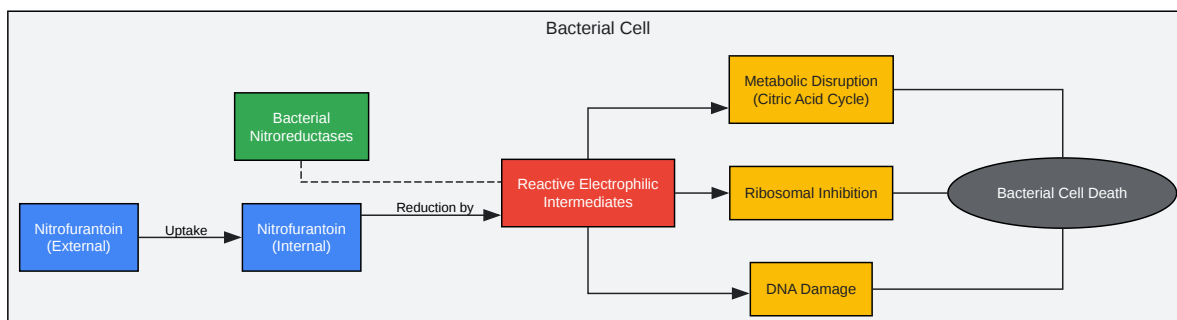 Bacterial Cell
Metabolic Disruption
(Citric Acid Cycle)
Bacterial
Nitroreductases
Reactive Electrophilic
Intermediates
Ribosomal Inhibition
Bacterial Cell Death
Nitrofurantoin
(External)
Uptake
Nitrofurantoin
(Internal)
Reduction by
DNA Damage